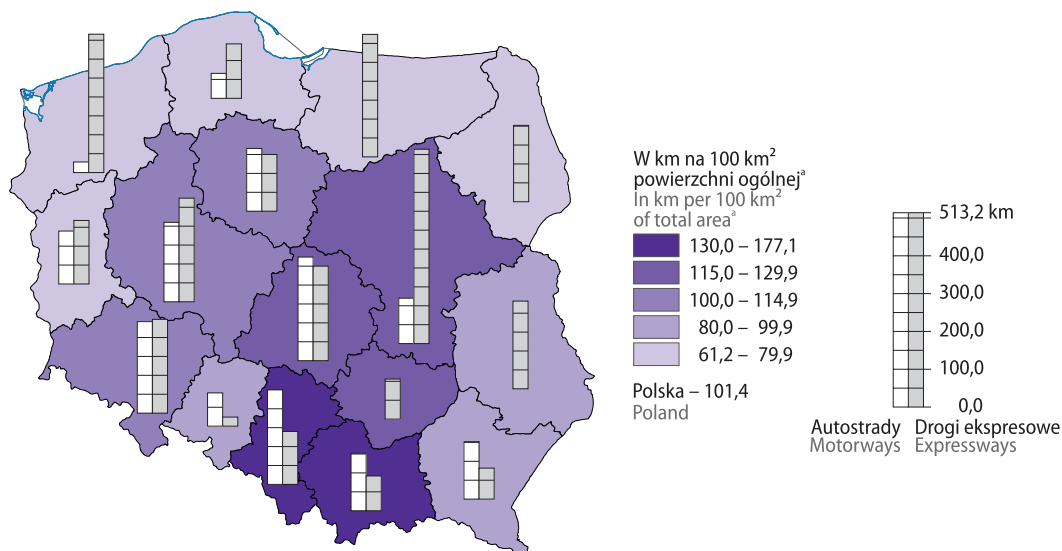 W km na 100 km²
powierzchni ogólnejª
In km per 100 km²
of total areaª
130,0 – 177,1
115,0 – 129,9
100,0 – 114,9
80,0 – 99,9
61,2 – 79,9
Polska – 101,4
Poland
513,2 km
400,0
300,0
200,0
100,0
0,0
Autostrady Drogi ekspresowe
Motorways Expressways